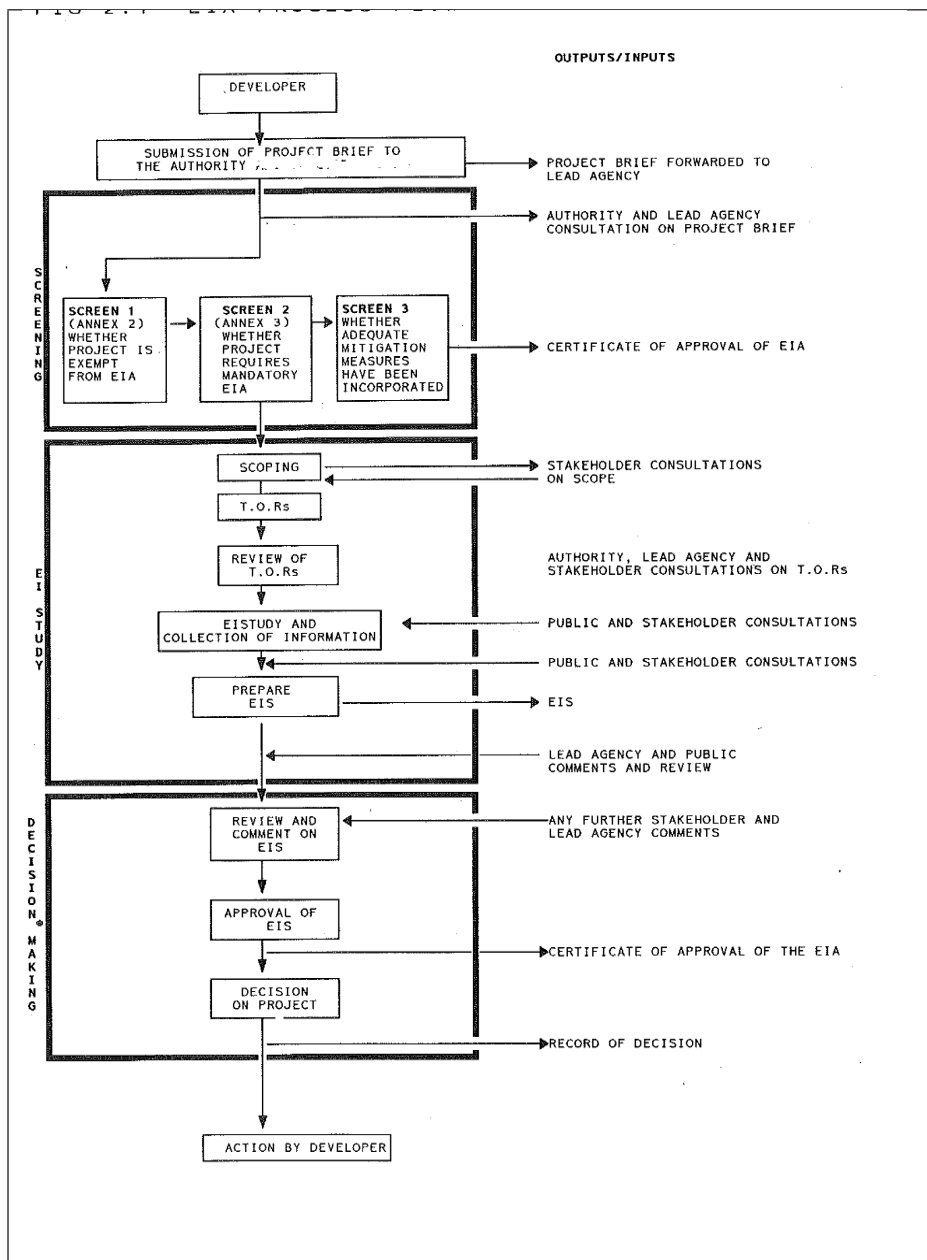 OUTPUTS/INPUTS
DEVELOPER
SUBMISSION OF PROJECT BRIEF TO
THE AUTHORITY
PROJECT BRIEF FORWARDED TO
LEAD AGENCY
AUTHORITY AND LEAD AGENCY
CONSULTATION ON PROJECT BRIEF
SCREENING
SCREEN 1
(ANNEX 2)
WHETHER
PROJECT IS
EXEMPT
FROM EIA
SCREEN 2
(ANNEX 3)
WHETHER
PROJECT
REQUIRES
MANDATORY
EIA
SCREEN 3
WHETHER
ADEQUATE
MITIGATION
MEASURES
HAVE BEEN
INCORPORATED
CERTIFICATE OF APPROVAL OF EIA
EI STUDY
SCOPING
STAKEHOLDER CONSULTATIONS
ON SCOPE
T.O.Rs
REVIEW OF
T.O.Rs
AUTHORITY, LEAD AGENCY AND
STAKEHOLDER CONSULTATIONS ON T.O.Rs
EISTUDY AND
COLLECTION OF INFORMATION
PUBLIC AND STAKEHOLDER CONSULTATIONS
PUBLIC AND STAKEHOLDER CONSULTATIONS
PREPARE
EIS
EIS
LEAD AGENCY AND PUBLIC
COMMENTS AND REVIEW
DECISION MAKING
REVIEW AND
COMMENT ON
EIS
ANY FURTHER STAKEHOLDER AND
LEAD AGENCY COMMENTS
APPROVAL OF
EIS
CERTIFICATE OF APPROVAL OF THE EIA
DECISION
ON PROJECT
RECORD OF DECISION
ACTION BY DEVELOPER